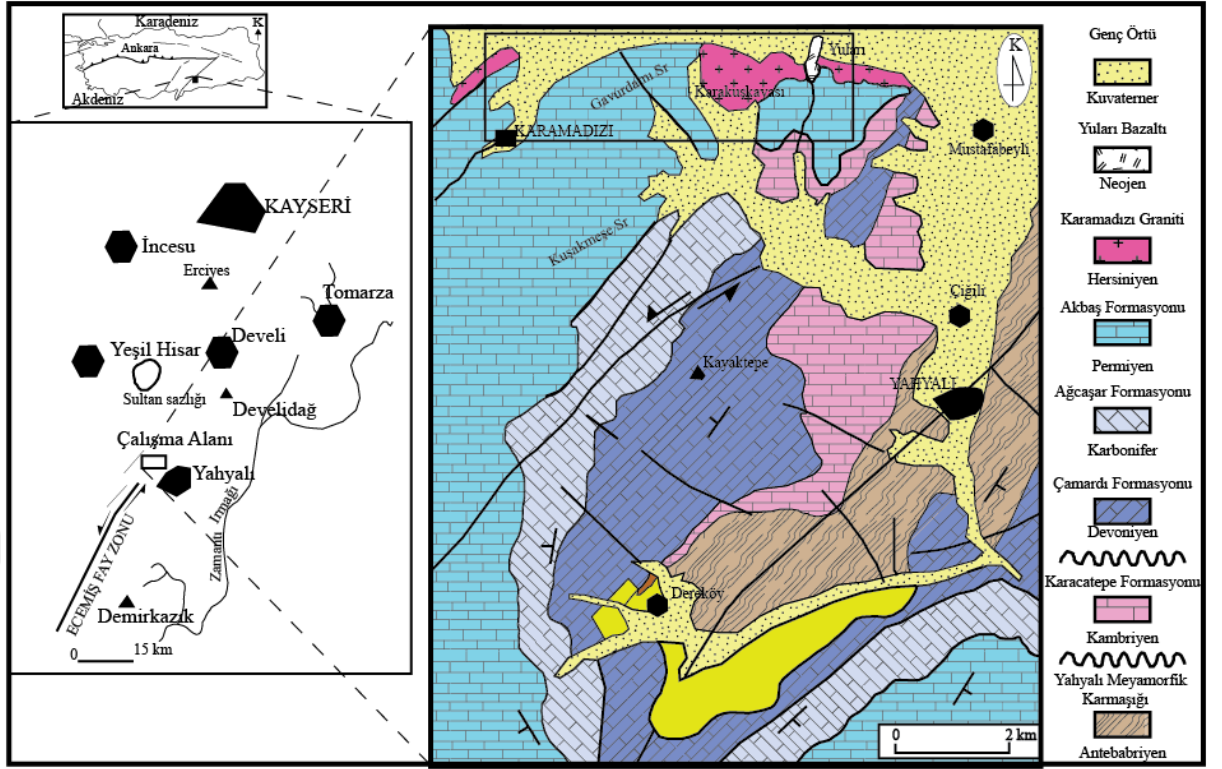 Karadeniz
K
Ankara
Akdeniz
KAYSERİ
İncesu
Erciyes
Tomarza
Develi
Yeşil Hisar
Sultan sazlığı
Develidağ
Çalışma Alanı
Yahyalı
ECEMİŞ FAY ZONU
Zamantı Irmağı
Demirkazık
0 15 km
K
Yuları
Gavurdamı Sr
Karakuşkayası
KARAMADIZI
Mustafabeyli
Kuşakmeşe Sr
Çığıli
Kayaktepe
YAHYALI
Dereköy
0 2 km
Genç Örtü
Kuvaterner
Yuları Bazaltı
Neojen
Karamadızı Graniti
Hersiniyen
Akbaş Formasyonu
Permiyen
Ağcaşar Formasyonu
Karbonifer
Çamardı Formasyonu
Devoniyen
Karacatepe Formasyonu
Kambriyen
Yahyalı Meyamorfik
Karmaşığı
Antebabriyen